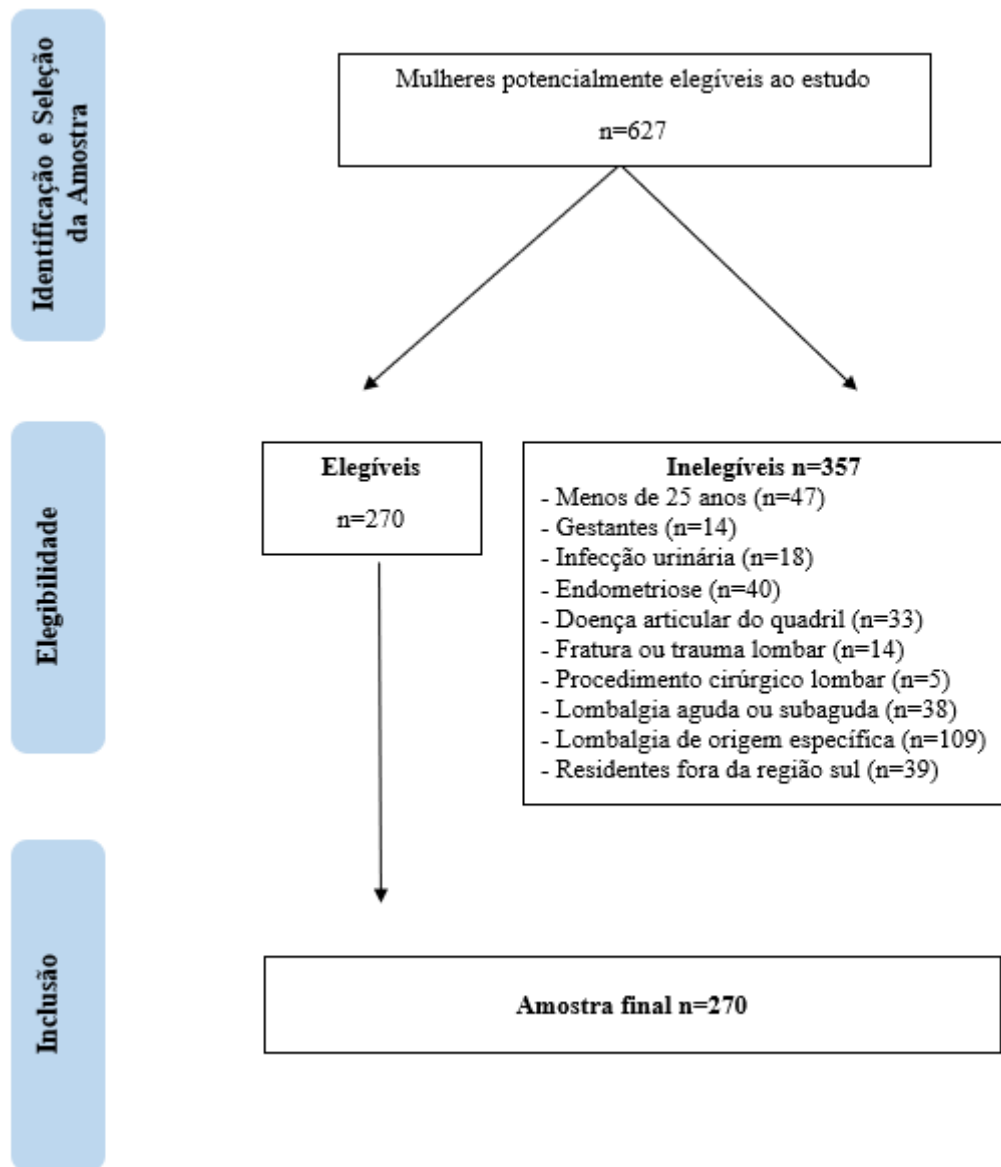 Identificação e Seleção
da Amostra
Mulheres potencialmente elegíveis ao estudo
n=627
Elegibilidade
Elegíveis
n=270
Inelegíveis n=357
- Menos de 25 anos (n=47)
- Gestantes (n=14)
- Infecção urinária (n=18)
- Endometriose (n=40)
- Doença articular do quadril (n=33)
- Fratura ou trauma lombar (n=14)
- Procedimento cirúrgico lombar (n=5)
- Lombalgia aguda ou subaguda (n=38)
- Lombalgia de origem específica (n=109)
- Residentes fora da região sul (n=39)
Inclusão
Amostra final n=270